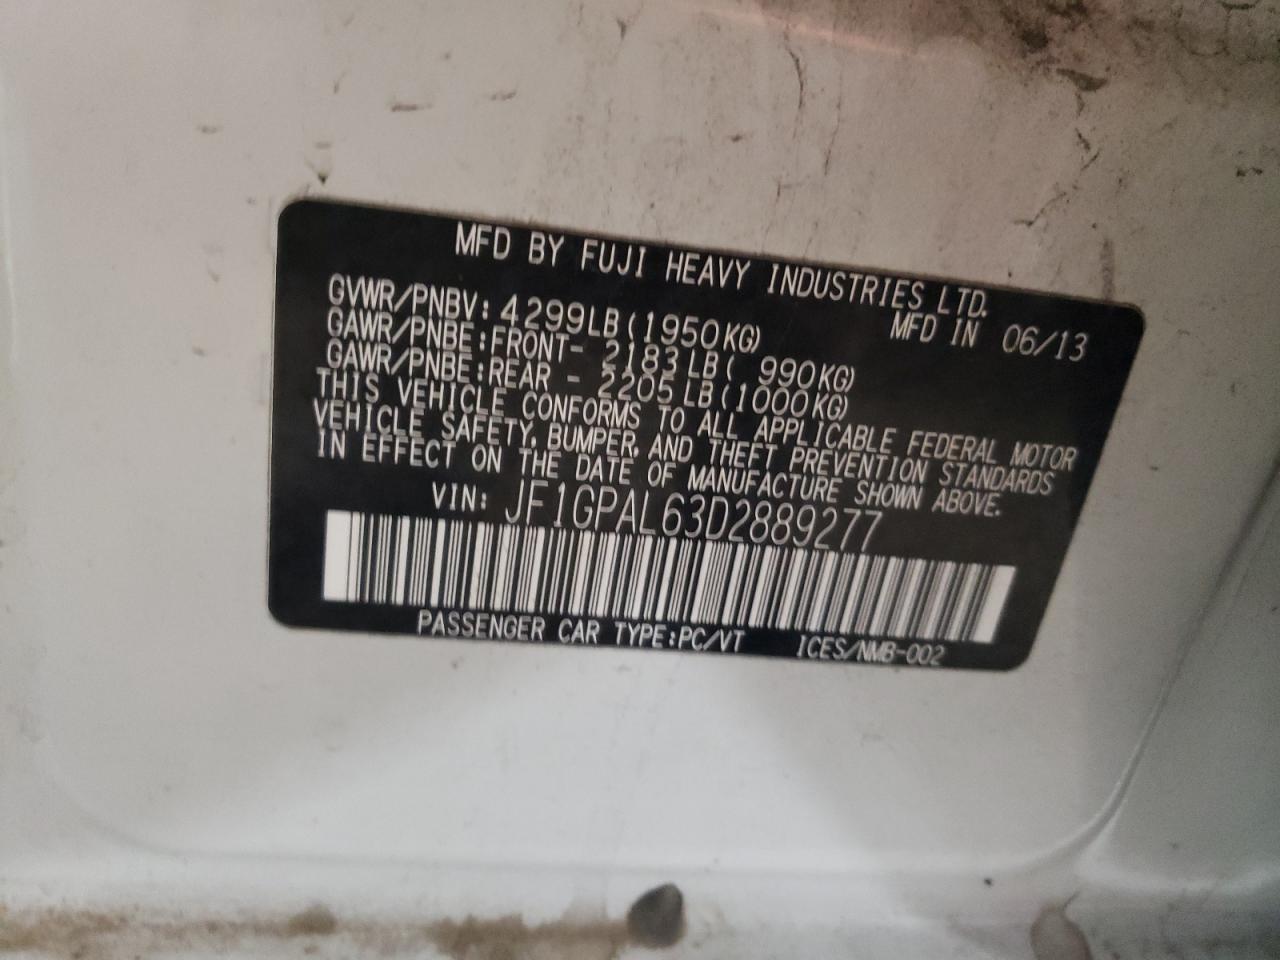 MFD BY FUJI HEAVY INDUSTRIES LTD.
MFD IN 06/13
GVWR/PNBV: 4299LB (1950KG)
GAWR/PNBE:FRONT- 2183LB( 990KG)
GAWR/PNBE:REAR - 2205LB(1000KG)
THIS VEHICLE CONFORMS TO ALL APPLICABLE FEDERAL MOTOR
VEHICLE SAFETY, BUMPER, AND THEFT PREVENTION STANDARDS
IN EFFECT ON THE DATE OF MANUFACTURE SHOWN ABOVE.
VIN: JF1GPAL63D2889277
PASSENGER CAR TYPE:PC/VT ICES/NMB-002